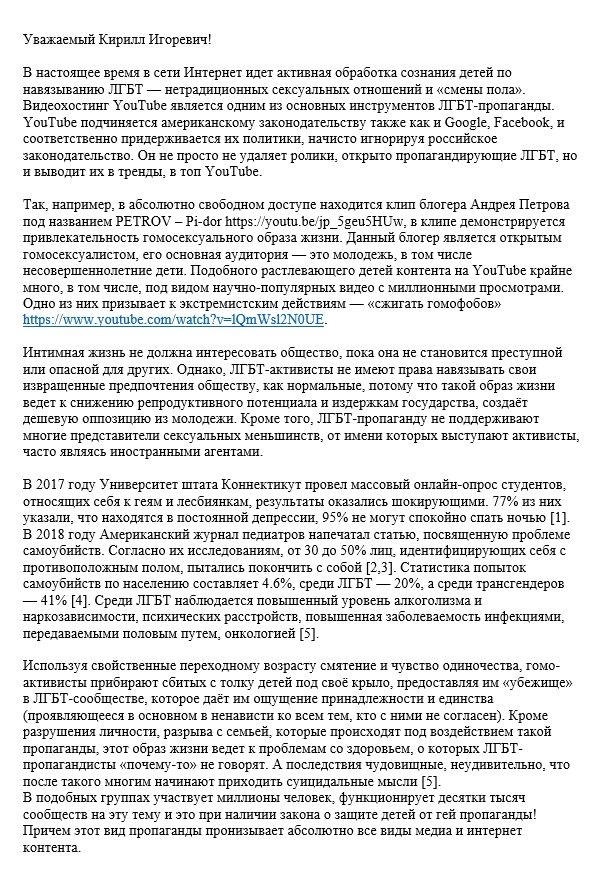 Уважаемый Кирилл Игоревич!
В настоящее время в сети Интернет идет активная обработка сознания детей по
навязыванию ЛГБТ — нетрадиционных сексуальных отношений и «смены пола».
Видеохостинг YouTube является одним из основных инструментов ЛГБТ-пропаганды.
YouTube подчиняется американскому законодательству также как и Google, Facebook, и
соответственно придерживается их политики, начисто игнорируя российское
законодательство. Он не просто не удаляет ролики, открыто пропагандирующие ЛГБТ, но
и выводит их в тренды, в топ YouTube.
Так, например, в абсолютно свободном доступе находится клип блогера Андрея Петрова
под названием PETROV – Pi-dor https://youtu.be/jp_5geu5HUw, в клипе демонстрируется
привлекательность гомосексуального образа жизни. Данный блогер является открытым
гомосексуалистом, его основная аудитория — это молодежь, в том числе
несовершеннолетние дети. Подобного растлевающего детей контента на YouTube крайне
много, в том числе, под видом научно-популярных видео с миллионными просмотрами.
Одно из них призывает к экстремистским действиям — «сжигать гомофобов»
https://www.youtube.com/watch?v=lQmWsl2N0UE.
Интимная жизнь не должна интересовать общество, пока она не становится преступной
или опасной для других. Однако, ЛГБТ-активисты не имеют права навязывать свои
извращенные предпочтения обществу, как нормальные, потому что такой образ жизни
ведет к снижению репродуктивного потенциала и издержкам государства, создаёт
дешевую оппозицию из молодежи. Кроме того, ЛГБТ-пропаганду не поддерживают
многие представители сексуальных меньшинств, от имени которых выступают активисты,
часто являясь иностранными агентами.
В 2017 году Университет штата Коннектикут провел массовый онлайн-опрос студентов,
относящих себя к геям и лесбиянкам, результаты оказались шокирующими. 77% из них
указали, что находятся в постоянной депрессии, 95% не могут спокойно спать ночью [1].
В 2018 году Американский журнал педиатров напечатал статью, посвященную проблеме
самоубийств. Согласно их исследованиям, от 30 до 50% лиц, идентифицирующих себя с
противоположным полом, пытались покончить с собой [2,3]. Статистика попыток
самоубийств по населению составляет 4.6%, среди ЛГБТ — 20%, а среди трансгендеров
— 41% [4]. Среди ЛГБТ наблюдается повышенный уровень алкоголизма и
наркозависимости, психических расстройств, повышенная заболеваемость инфекциями,
передаваемыми половым путем, онкологией [5].
Используя свойственные переходному возрасту смятение и чувство одиночества, гомо-
активисты прибирают сбитых с толку детей под своё крыло, предоставляя им «убежище»
в ЛГБТ-сообществе, которое даёт им ощущение принадлежности и единства
(проявляющееся в основном в ненависти ко всем тем, кто с ними не согласен). Кроме
разрушения личности, разрыва с семьей, которые происходят под воздействием такой
пропаганды, этот образ жизни ведет к проблемам со здоровьем, о которых ЛГБТ-
пропагандисты «почему-то» не говорят. А последствия чудовищные, неудивительно, что
после такого многим начинают приходить суицидальные мысли [5].
В подобных группах участвует миллионы человек, функционирует десятки тысяч
сообществ на эту тему и это при наличии закона о защите детей от гей пропаганды!
Причем этот вид пропаганды пронизывает абсолютно все виды медиа и интернет
контента.